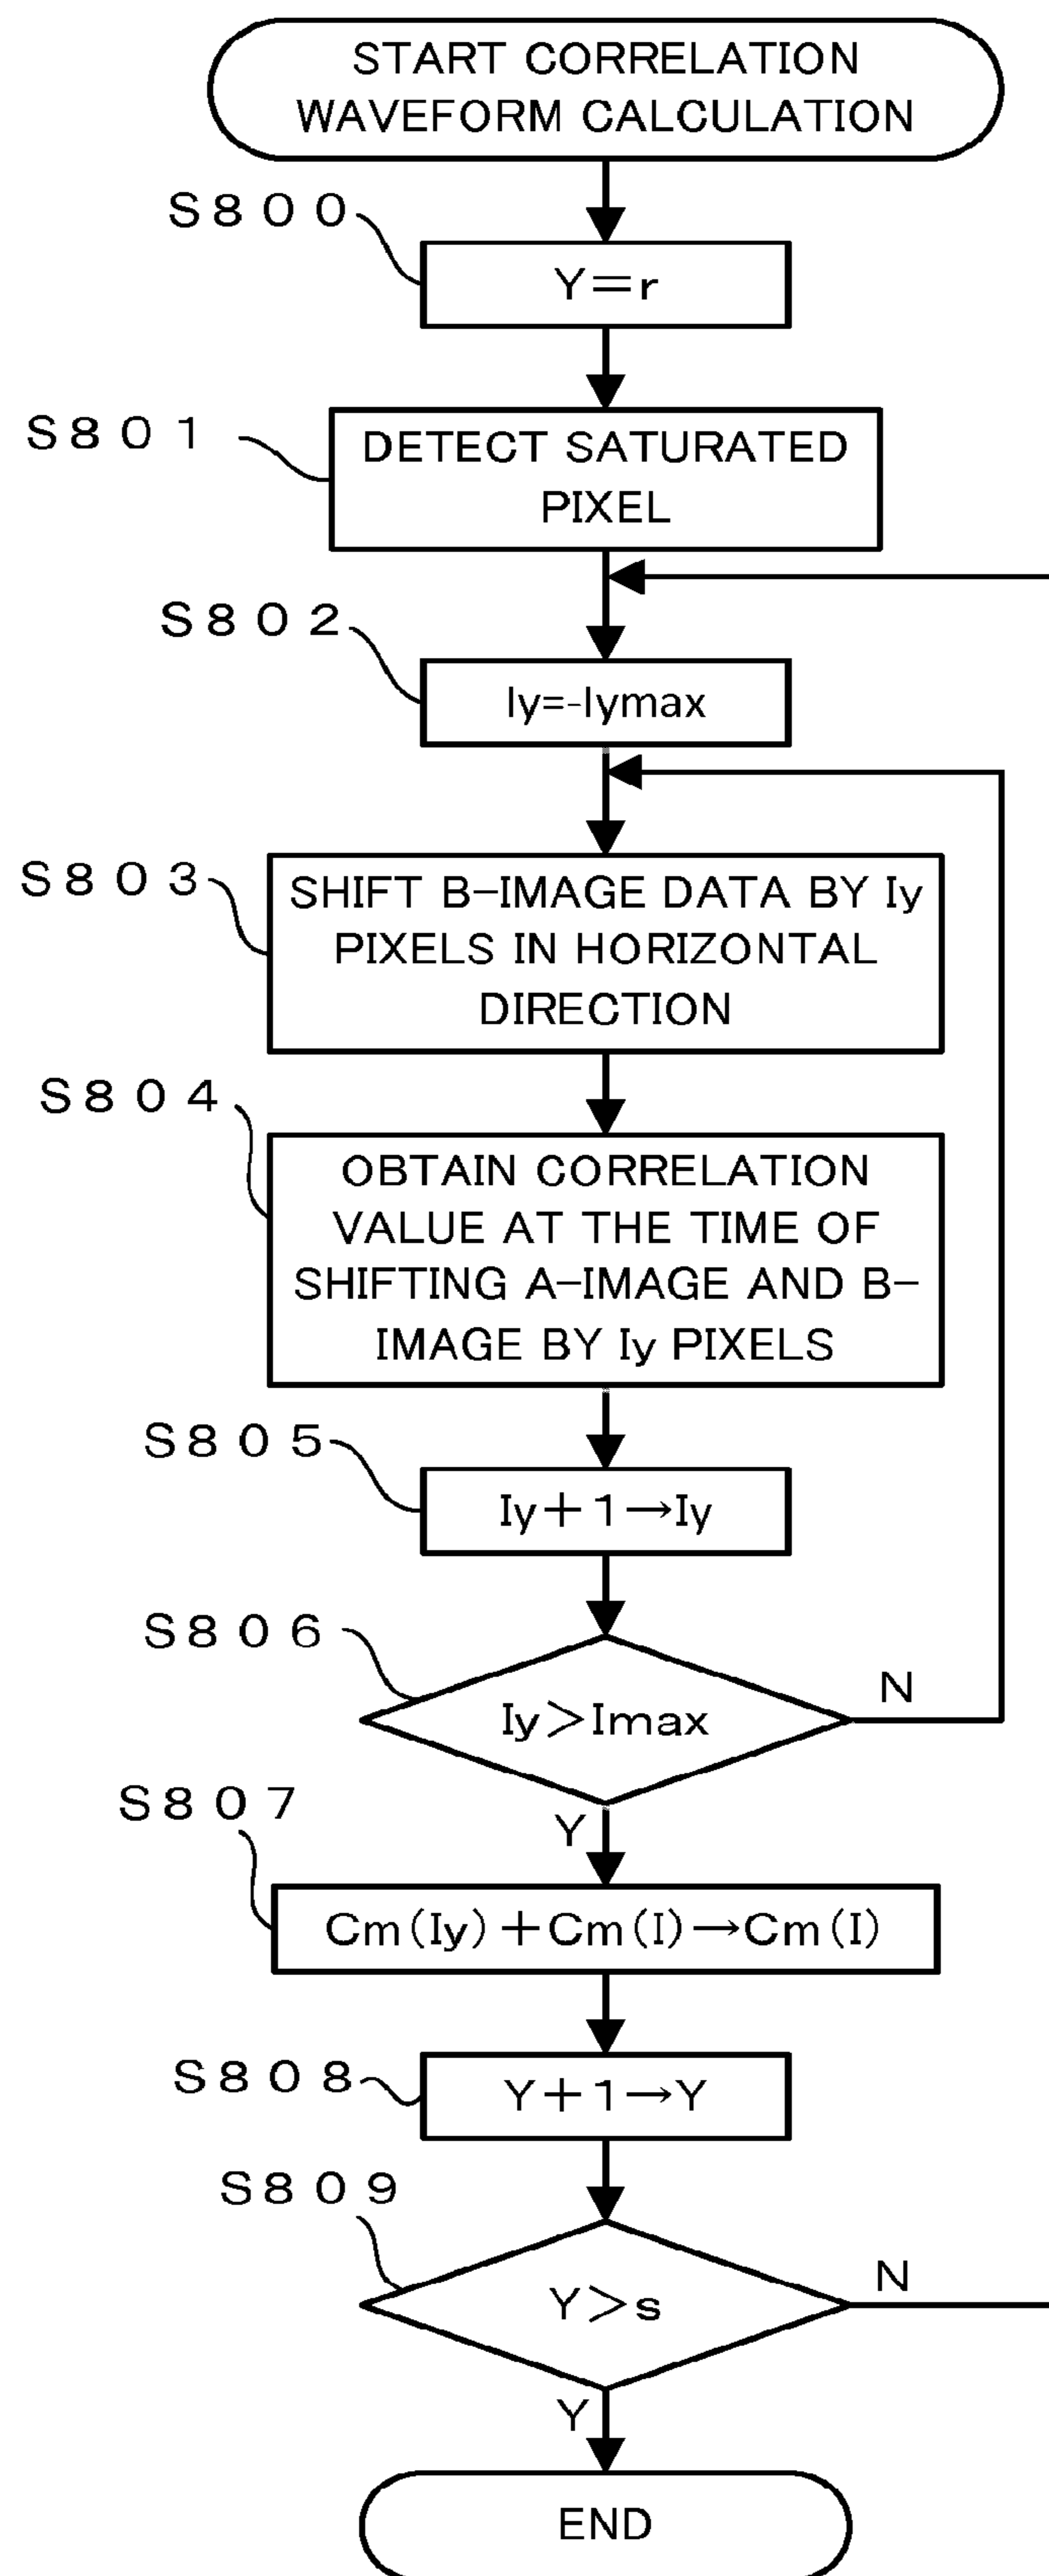 START CORRELATION
WAVEFORM CALCULATION
S800
Y=r
S801
DETECT SATURATED
PIXEL
S802
Iy=-Iymax
S803
SHIFT B-IMAGE DATA BY Iy
PIXELS IN HORIZONTAL
DIRECTION
S804
OBTAIN CORRELATION
VALUE AT THE TIME OF
SHIFTING A-IMAGE AND B-
IMAGE BY Iy PIXELS
S805
Iy+1→Iy
S806
Iy>Imax
N
Y
S807
Cm(Iy)+Cm(I)→Cm(I)
S808
Y+1→Y
S809
Y>s
N
Y
END